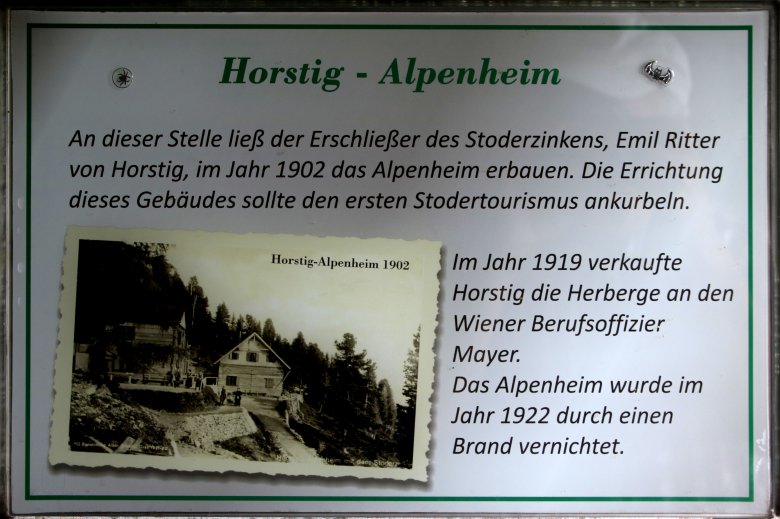 Horstig - Alpenheim
An dieser Stelle ließ der Erschließer des Stoderzinkens, Emil Ritter
von Horstig, im Jahr 1902 das Alpenheim erbauen. Die Errichtung
dieses Gebäudes sollte den ersten Stodertourismus ankurbeln.
Horstig-Alpenheim 1902
Im Jahr 1919 verkaufte
Horstig die Herberge an den
Wiener Berufsoffizier
Mayer.
Das Alpenheim wurde im
Jahr 1922 durch einen
Brand vernichtet.